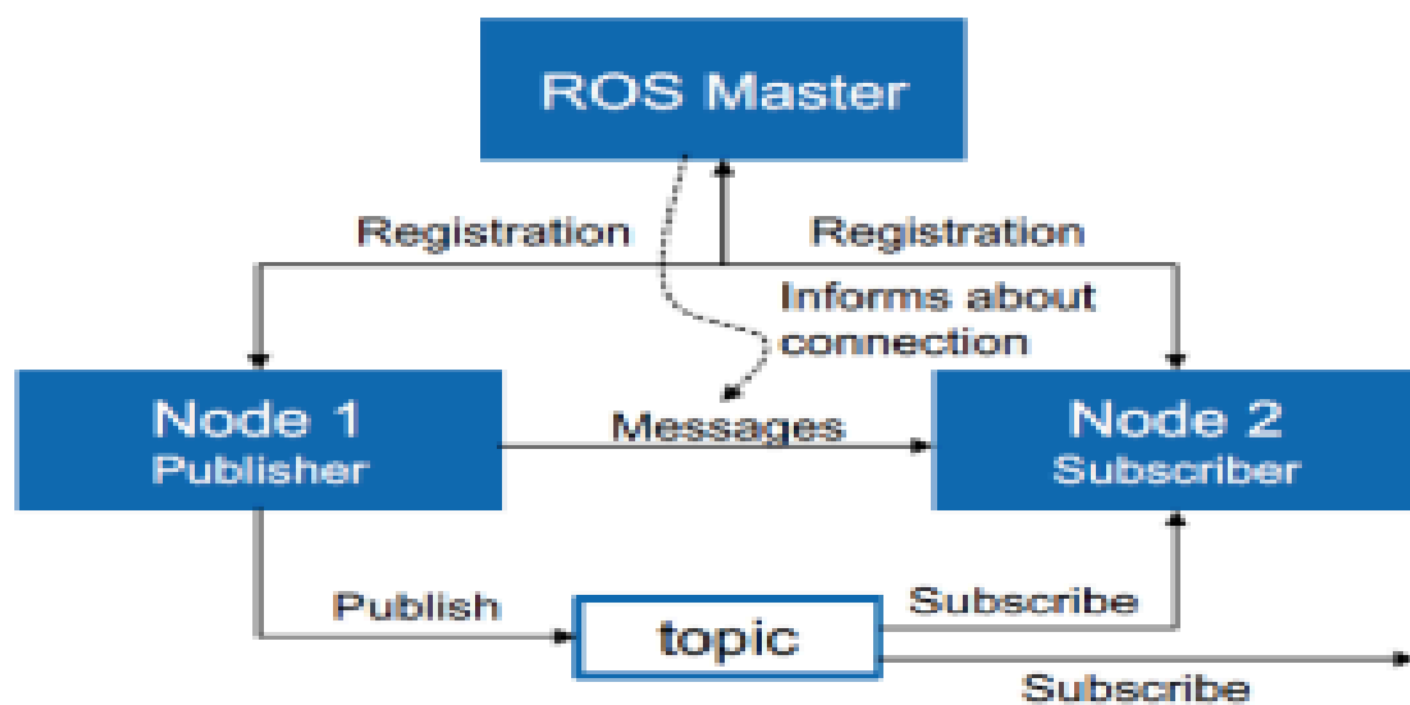 ROS Master
Registration
Registration
Informs about
connection
Node 1
Publisher
Messages
Node 2
Subscriber
Publish
topic
Subscribe
Subscribe